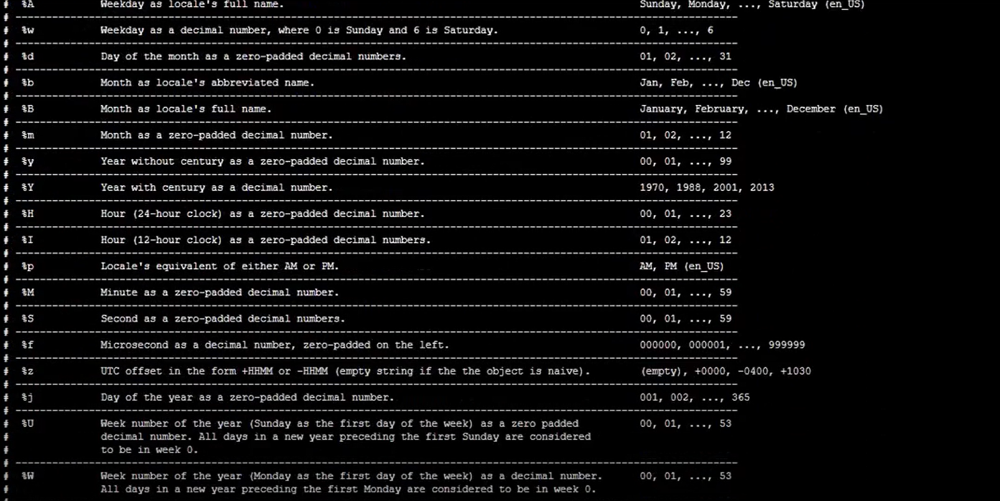 # %A Weekday as locale's full name. Sunday, Monday, ..., Saturday (en_US)
# ----------------------------------------------------------------------
# %w Weekday as a decimal number, where 0 is Sunday and 6 is Saturday. 0, 1, ..., 6
# ----------------------------------------------------------------------
# %d Day of the month as a zero-padded decimal numbers. 01, 02, ..., 31
# ----------------------------------------------------------------------
# %b Month as locale's abbreviated name. Jan, Feb, ..., Dec (en_US)
# ----------------------------------------------------------------------
# %B Month as locale's full name. January, February, ..., December (en_US)
# ----------------------------------------------------------------------
# %m Month as a zero-padded decimal number. 01, 02, ..., 12
# ----------------------------------------------------------------------
# %y Year without century as a zero-padded decimal number. 00, 01, ..., 99
# ----------------------------------------------------------------------
# %Y Year with century as a decimal number. 1970, 1988, 2001, 2013
# ----------------------------------------------------------------------
# %H Hour (24-hour clock) as a zero-padded decimal number. 00, 01, ..., 23
# ----------------------------------------------------------------------
# %I Hour (12-hour clock) as a zero-padded decimal numbers. 01, 02, ..., 12
# ----------------------------------------------------------------------
# %p Locale's equivalent of either AM or PM. AM, PM (en_US)
# ----------------------------------------------------------------------
# %M Minute as a zero-padded decimal number. 00, 01, ..., 59
# ----------------------------------------------------------------------
# %S Second as a zero-padded decimal numbers. 00, 01, ..., 59
# ----------------------------------------------------------------------
# %f Microsecond as a decimal number, zero-padded on the left. 000000, 000001, ..., 999999
# ----------------------------------------------------------------------
# %z UTC offset in the form +HHMM or -HHMM (empty string if the the object is naive). (empty), +0000, -0400, +1030
# ----------------------------------------------------------------------
# %j Day of the year as a zero-padded decimal number. 001, 002, ..., 365
# ----------------------------------------------------------------------
# %U Week number of the year (Sunday as the first day of the week) as a zero padded 00, 01, ..., 53
# decimal number. All days in a new year preceding the first Sunday are considered
# to be in week 0.
# ----------------------------------------------------------------------
# %W Week number of the year (Monday as the first day of the week) as a decimal number. 00, 01, ..., 53
# All days in a new year preceding the first Monday are considered to be in week 0.